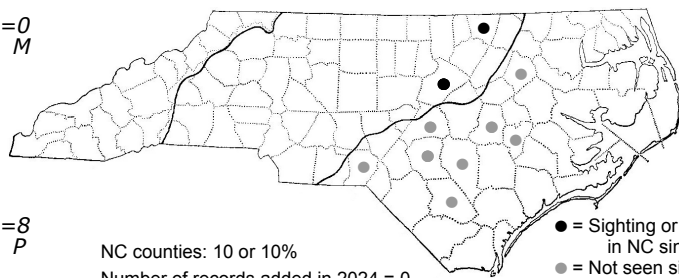 =0
M
=8
P
NC counties: 10 or 10%
Number of records added in 2024 = 0
● = Sighting or
in NC sin
● = Not seen si